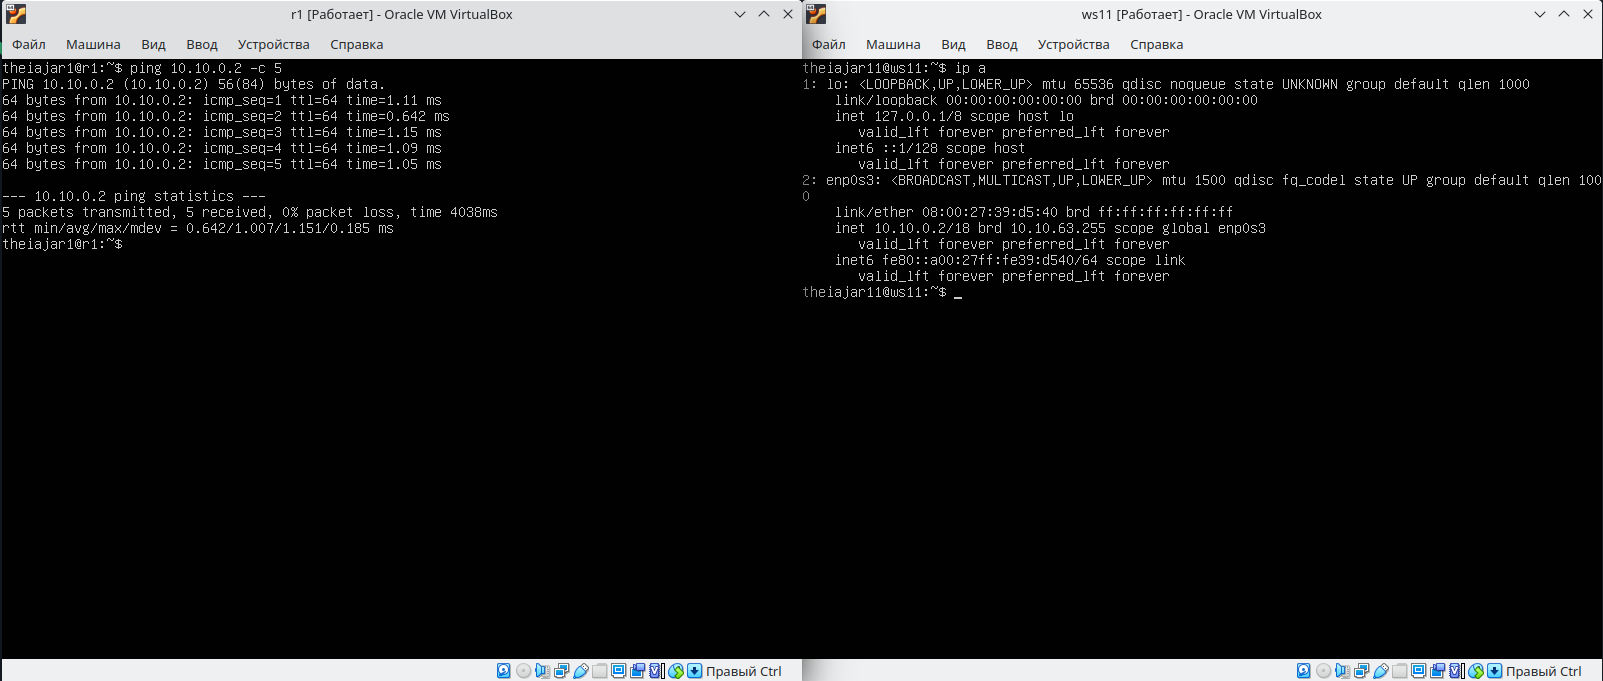 r1 [Работает] - Oracle VM VirtualBox
Файл Машина Вид Ввод Устройства Справка
theiajar1@r1:~$ ping 10.10.0.2 -c 5
PING 10.10.0.2 (10.10.0.2) 56(84) bytes of data.
64 bytes from 10.10.0.2: icmp_seq=1 ttl=64 time=1.11 ms
64 bytes from 10.10.0.2: icmp_seq=2 ttl=64 time=0.642 ms
64 bytes from 10.10.0.2: icmp_seq=3 ttl=64 time=1.15 ms
64 bytes from 10.10.0.2: icmp_seq=4 ttl=64 time=1.09 ms
64 bytes from 10.10.0.2: icmp_seq=5 ttl=64 time=1.05 ms
--- 10.10.0.2 ping statistics ---
5 packets transmitted, 5 received, 0% packet loss, time 4038ms
rtt min/avg/max/mdev = 0.642/1.007/1.151/0.185 ms
theiajar1@r1:~$
Правый Ctrl
ws11 [Работает] - Oracle VM VirtualBox
Файл Машина Вид Ввод Устройства Справка
theiajar11@ws11:~$ ip a
1: lo: <LOOPBACK,UP,LOWER_UP> mtu 65536 qdisc noqueue state UNKNOWN group default qlen 1000
link/loopback 00:00:00:00:00:00 brd 00:00:00:00:00:00
inet 127.0.0.1/8 scope host lo
valid_lft forever preferred_lft forever
inet6 ::1/128 scope host
valid_lft forever preferred_lft forever
2: enp0s3: <BROADCAST,MULTICAST,UP,LOWER_UP> mtu 1500 qdisc fq_codel state UP group default qlen 100
0
link/ether 08:00:27:39:d5:40 brd ff:ff:ff:ff:ff:ff
inet 10.10.0.2/18 brd 10.10.63.255 scope global enp0s3
valid_lft forever preferred_lft forever
inet6 fe80::a00:27ff:fe39:d540/64 scope link
valid_lft forever preferred_lft forever
theiajar11@ws11:~$ _
Правый Ctrl